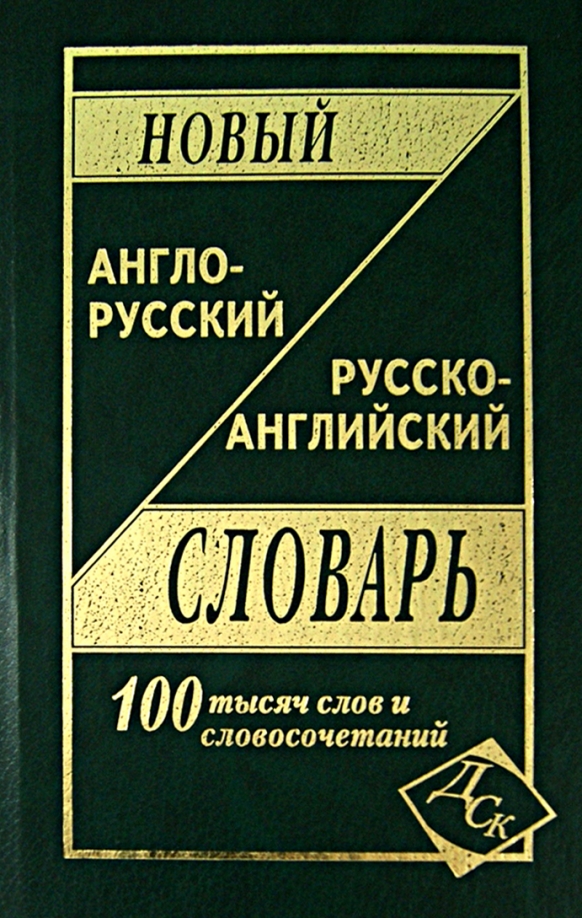 НОВЫЙ
АНГЛО-
РУССКИЙ
РУССКО-
АНГЛИЙСКИЙ
СЛОВАРЬ
100 тысяч слов и
словосочетаний
ДСК